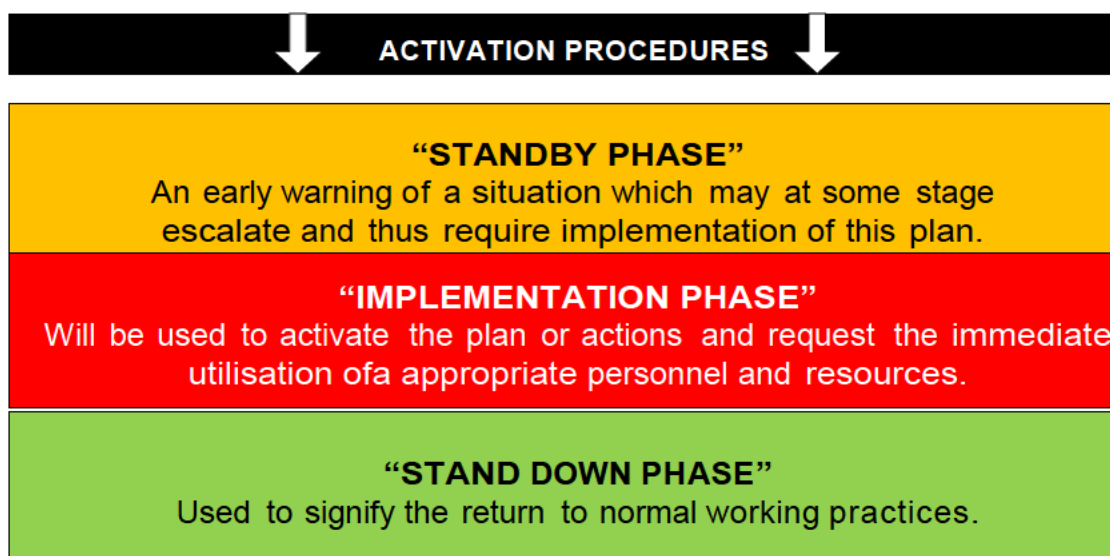 ACTIVATION PROCEDURES
“STANDBY PHASE”
An early warning of a situation which may at some stage
escalate and thus require implementation of this plan.
“IMPLEMENTATION PHASE”
Will be used to activate the plan or actions and request the immediate
utilisation ofa appropriate personnel and resources.
“STAND DOWN PHASE”
Used to signify the return to normal working practices.